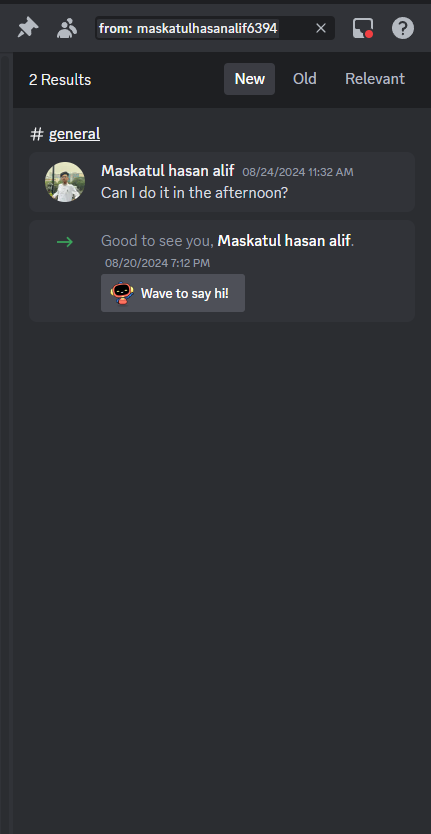 from: maskatulhasanalif6394
2 Results
New
Old
Relevant
# general
Maskatul hasan alif 08/24/2024 11:32 AM
Can I do it in the afternoon?
Good to see you, Maskatul hasan alif.
08/20/2024 7:12 PM
Wave to say hi!